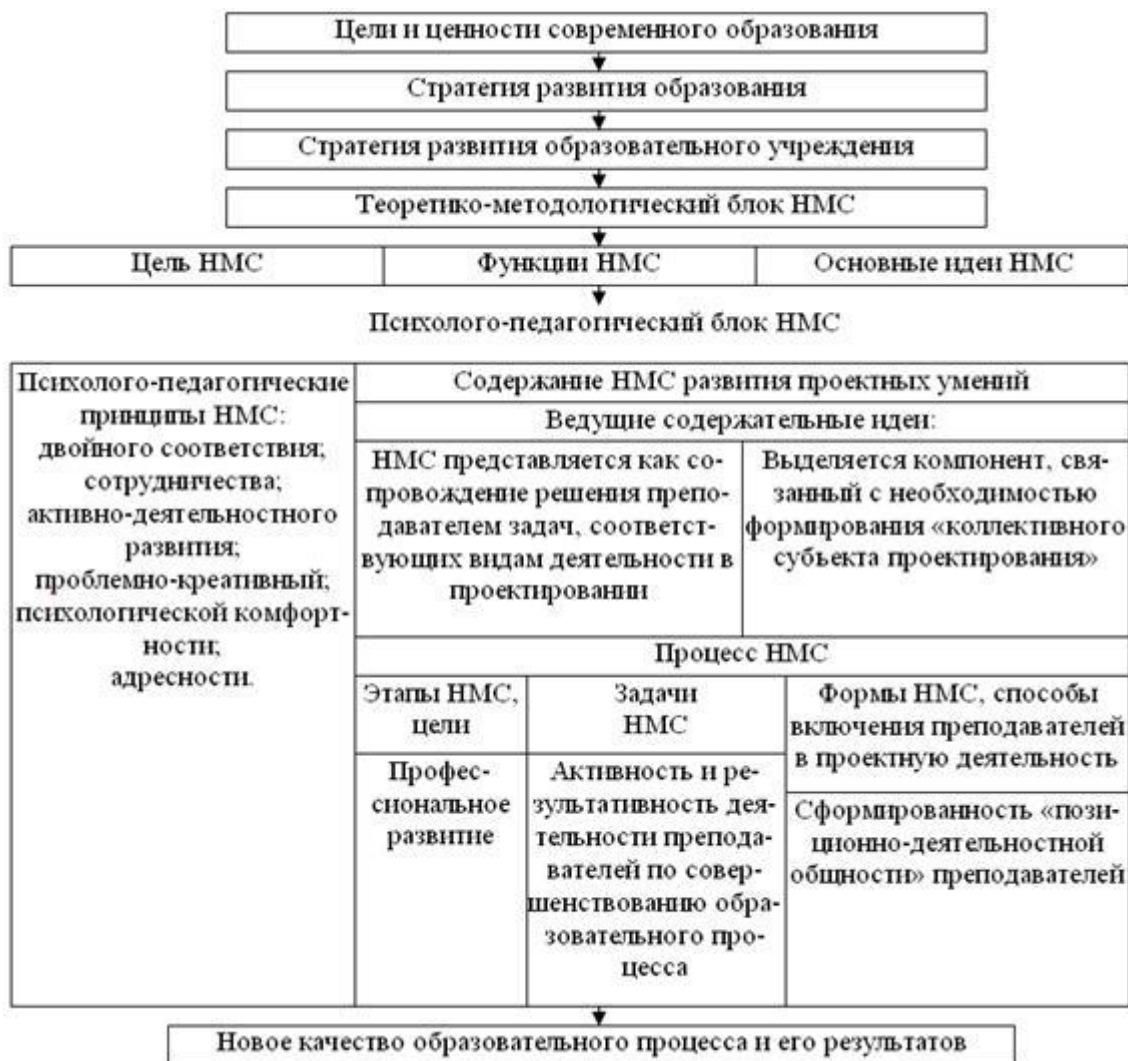 Цели и ценности современного образования
Стратегия развития образования
Стратегия развития образовательного учреждения
Теоретико-методологический блок НМС
Цель НМС
Функции НМС
Основные идеи НМС
Психолого-педагогический блок НМС
Психолого-педагогические
принципы НМС:
двойного соответствия;
сотрудничества;
активно-деятельностного
развития;
проблемно-креативный;
психологической комфорт-
ности;
адресности.
Содержание НМС развития проектных умений
Ведущие содержательные идеи:
НМС представляется как со-
провождение решения препо-
давателем задач, соответст-
вующих видам деятельности в
проектировании
Выделяется компонент, свя-
занный с необходимостью
формирования «коллективного
субъекта проектирования»
Процесс НМС
Этапы НМС,
цели
Задачи
НМС
Формы НМС, способы
включения преподавателей
в проектную деятельность
Профес-
сиональное
развитие
Активность и ре-
зультативность дея-
тельности препода-
вателей по совер-
шенствованию обра-
зовательного про-
цесса
Сформированность «пози-
ционно-деятельностной
общности» преподавателей
Новое качество образовательного процесса и его результатов